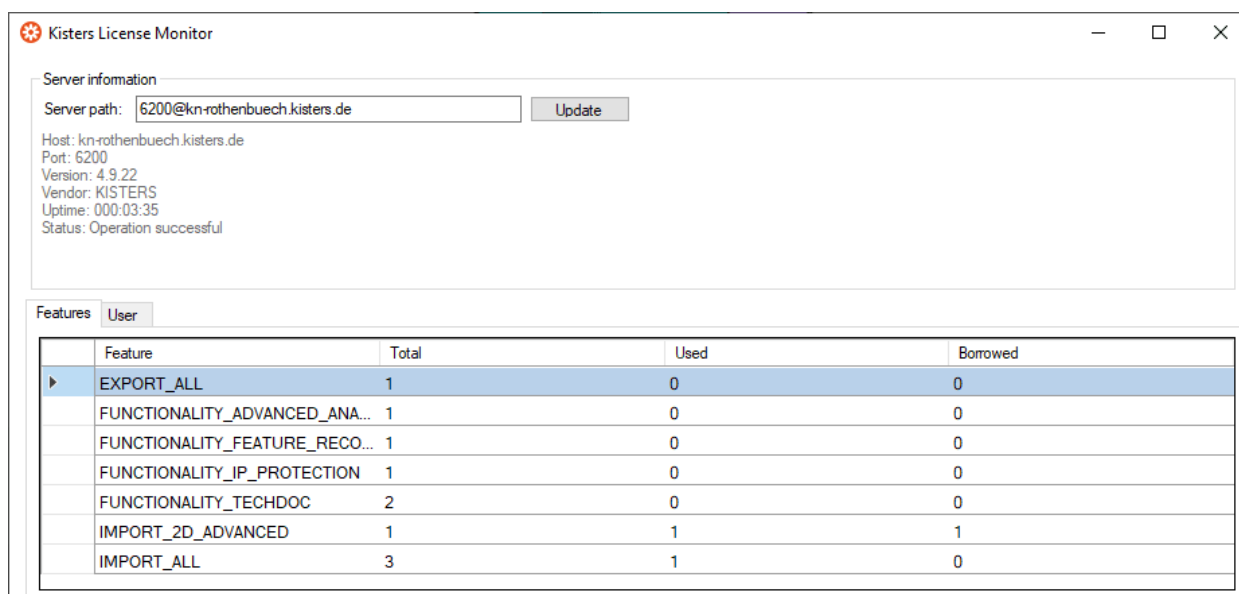 Kisters License Monitor
Server information
Server path: 6200@kn-rothenbuech.kisters.de Update
Host: kn-rothenbuech.kisters.de
Port: 6200
Version: 4.9.22
Vendor: KISTERS
Uptime: 000:03:35
Status: Operation successful
Features User
Feature Total Used Borrowed
EXPORT_ALL 1 0 0
FUNCTIONALITY_ADVANCED_ANA... 1 0 0
FUNCTIONALITY_FEATURE_RECO... 1 0 0
FUNCTIONALITY_IP_PROTECTION 1 0 0
FUNCTIONALITY_TECHDOC 2 0 0
IMPORT_2D_ADVANCED 1 1 1
IMPORT_ALL 3 1 0